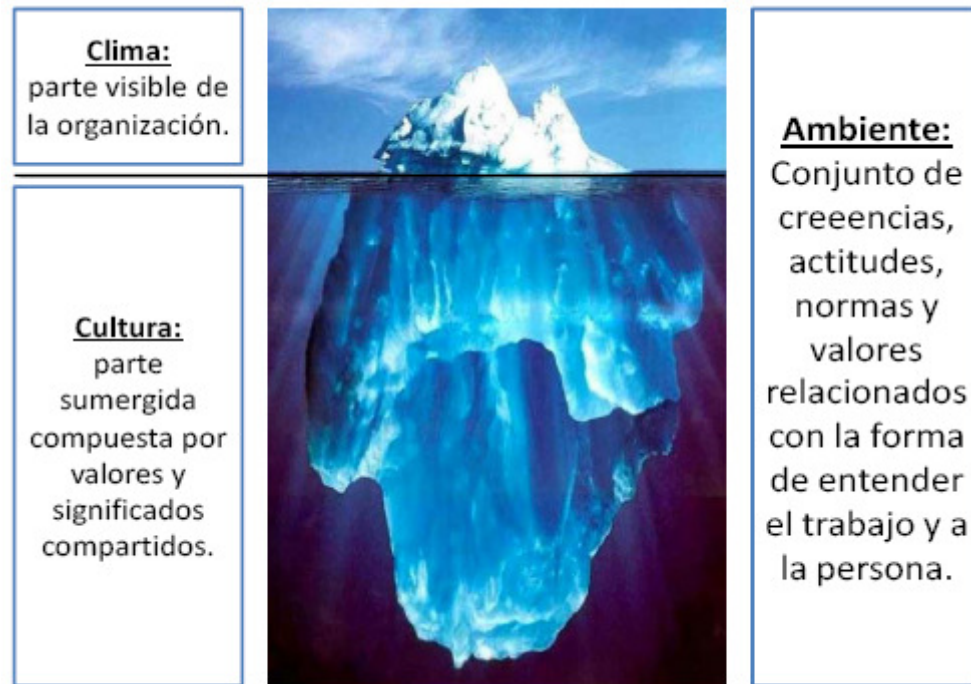 Clima:
parte visible de
la organización.
Cultura:
parte
sumergida
compuesta por
valores y
significados
compartidos.
Ambiente:
Conjunto de
creeencias,
actitudes,
normas y
valores
relacionados
con la forma
de entender
el trabajo y a
la persona.